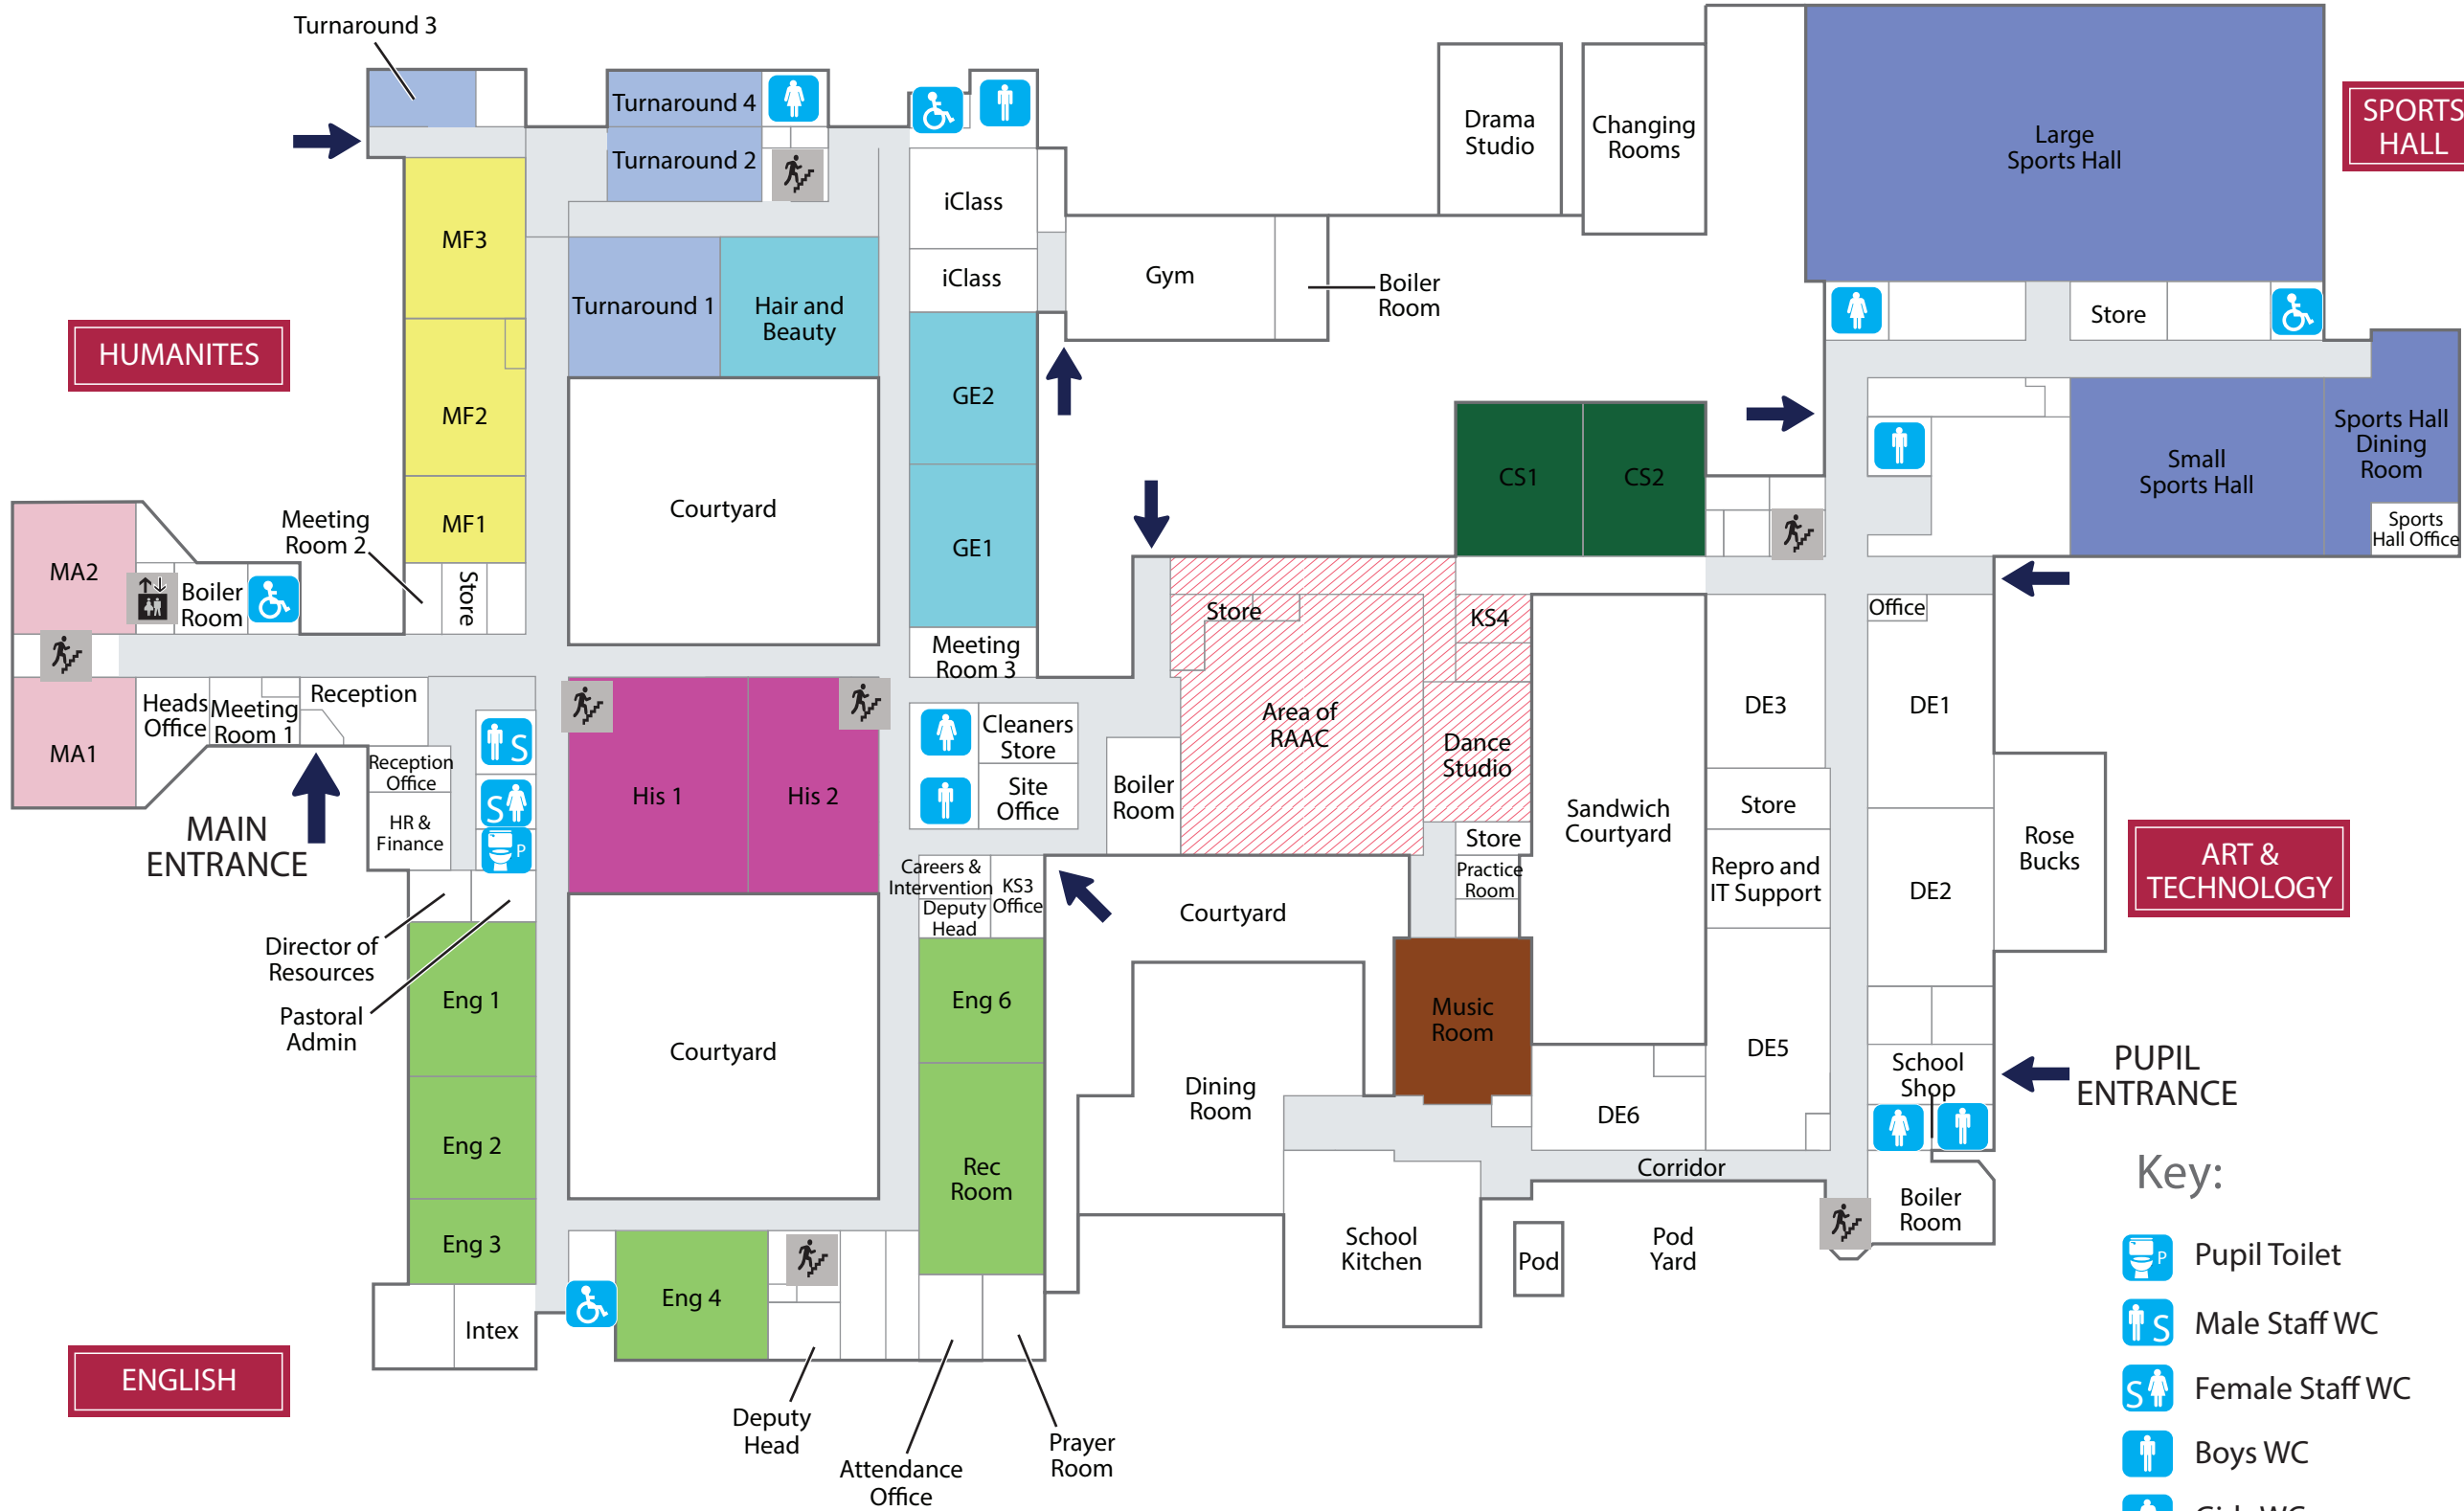 Turnaround 3
Turnaround 4
Turnaround 2
Drama
Studio
Changing
Rooms
Large
Sports Hall
SPORTS
HALL
MF3
iClass
iClass
Gym
Boiler
Room
Store
Turnaround 1
Hair and
Beauty
HUMANITES
MF2
GE2
CS1
CS2
Small
Sports Hall
Sports Hall
Dining
Room
Sports
Hall Office
Courtyard
MF1
Meeting
Room 2
Store
GE1
MA2
Boiler
Room
Store
KS4
Office
Meeting
Room 3
Heads
Office
Meeting
Room 1
Reception
S
Cleaners
Store
Area of
RAAC
Dance
Studio
DE3
DE1
MA1
Reception
Office
S
HR &
Finance
P
His 1
His 2
Site
Office
Boiler
Room
Store
Practice
Room
Sandwich
Courtyard
Store
Repro and
IT Support
DE2
Rose
Bucks
ART &
TECHNOLOGY
MAIN
ENTRANCE
Careers &
Intervention
Deputy
Head
KS3
Office
Courtyard
Director of
Resources
Pastoral
Admin
Eng 1
Eng 6
Music
Room
Courtyard
Dining
Room
DE5
School
Shop
PUPIL
ENTRANCE
DE6
Eng 2
Rec
Room
Corridor
Key:
Boiler
Room
Eng 3
School
Kitchen
Pod
Pod
Yard
P
Pupil Toilet
Eng 4
Intex
S
Male Staff WC
ENGLISH
S
Female Staff WC
Deputy
Head
Attendance
Office
Prayer
Room
Boys WC
Girls WC